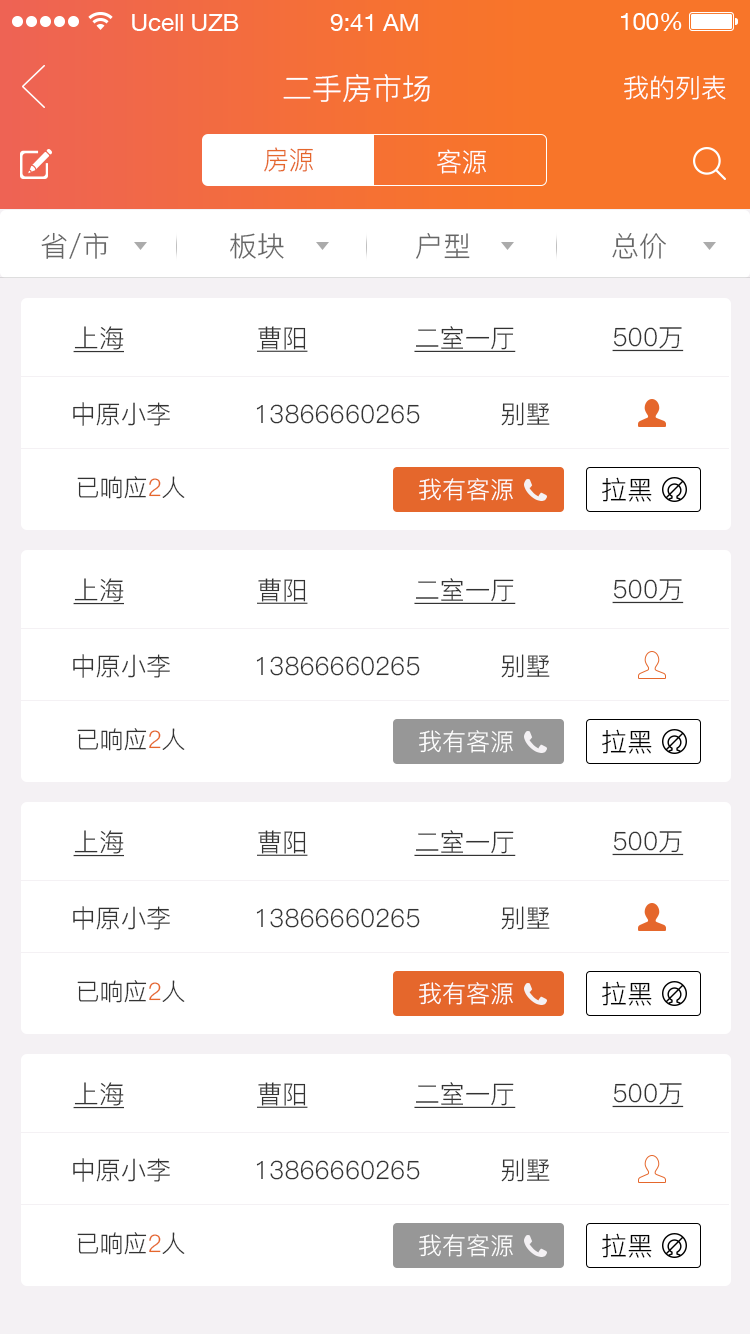 Ucell UZB 9:41 AM 100%
二手房市场 我的列表
房源 客源
省/市 板块 户型 总价
上海 曹阳 二室一厅 500万
中原小李 13866660265 别墅
已响应2人 我有客源 拉黑
上海 曹阳 二室一厅 500万
中原小李 13866660265 别墅
已响应2人 我有客源 拉黑
上海 曹阳 二室一厅 500万
中原小李 13866660265 别墅
已响应2人 我有客源 拉黑
上海 曹阳 二室一厅 500万
中原小李 13866660265 别墅
已响应2人 我有客源 拉黑